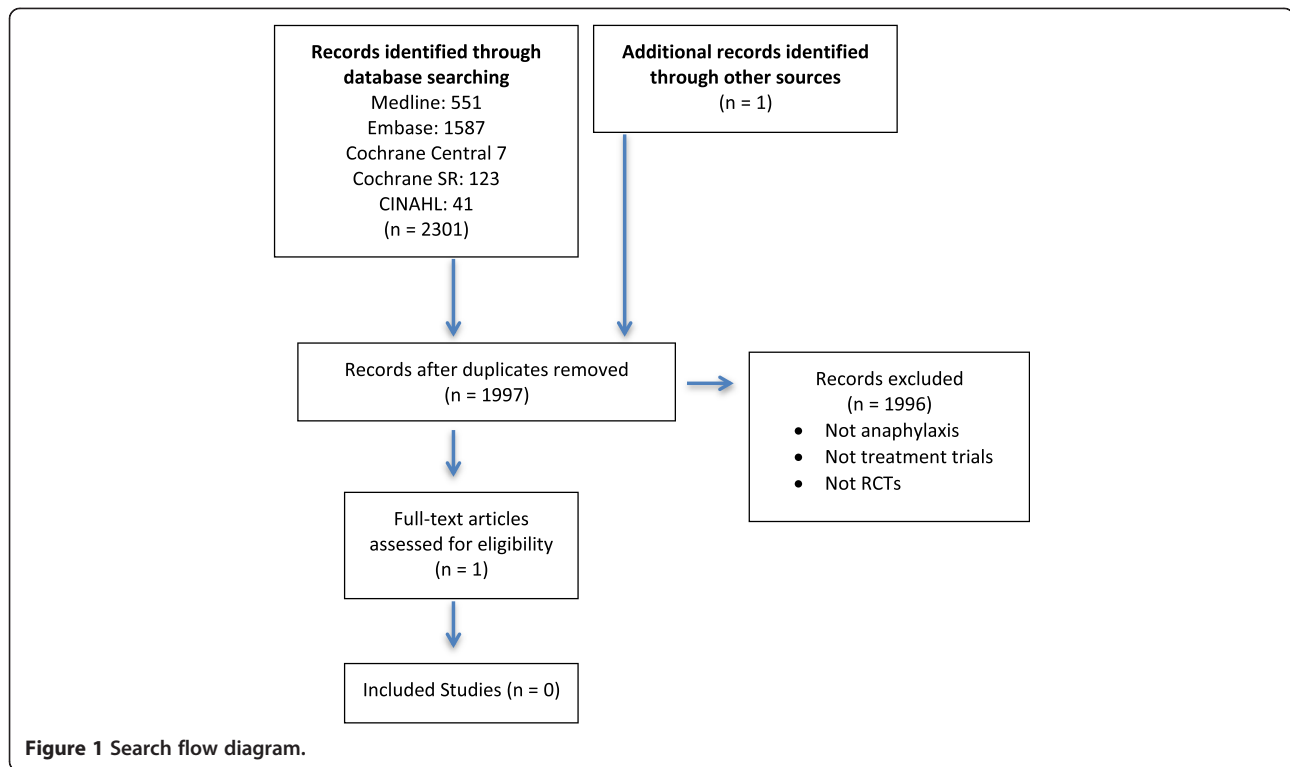 Records identified through
database searching
Medline: 551
Embase: 1587
Cochrane Central 7
Cochrane SR: 123
CINAHL: 41
(n = 2301)
Additional records identified
through other sources
(n = 1)
Records after duplicates removed
(n = 1997)
Records excluded
(n = 1996)
• Not anaphylaxis
• Not treatment trials
• Not RCTs
Full-text articles
assessed for eligibility
(n = 1)
Included Studies (n = 0)
Figure 1 Search flow diagram.